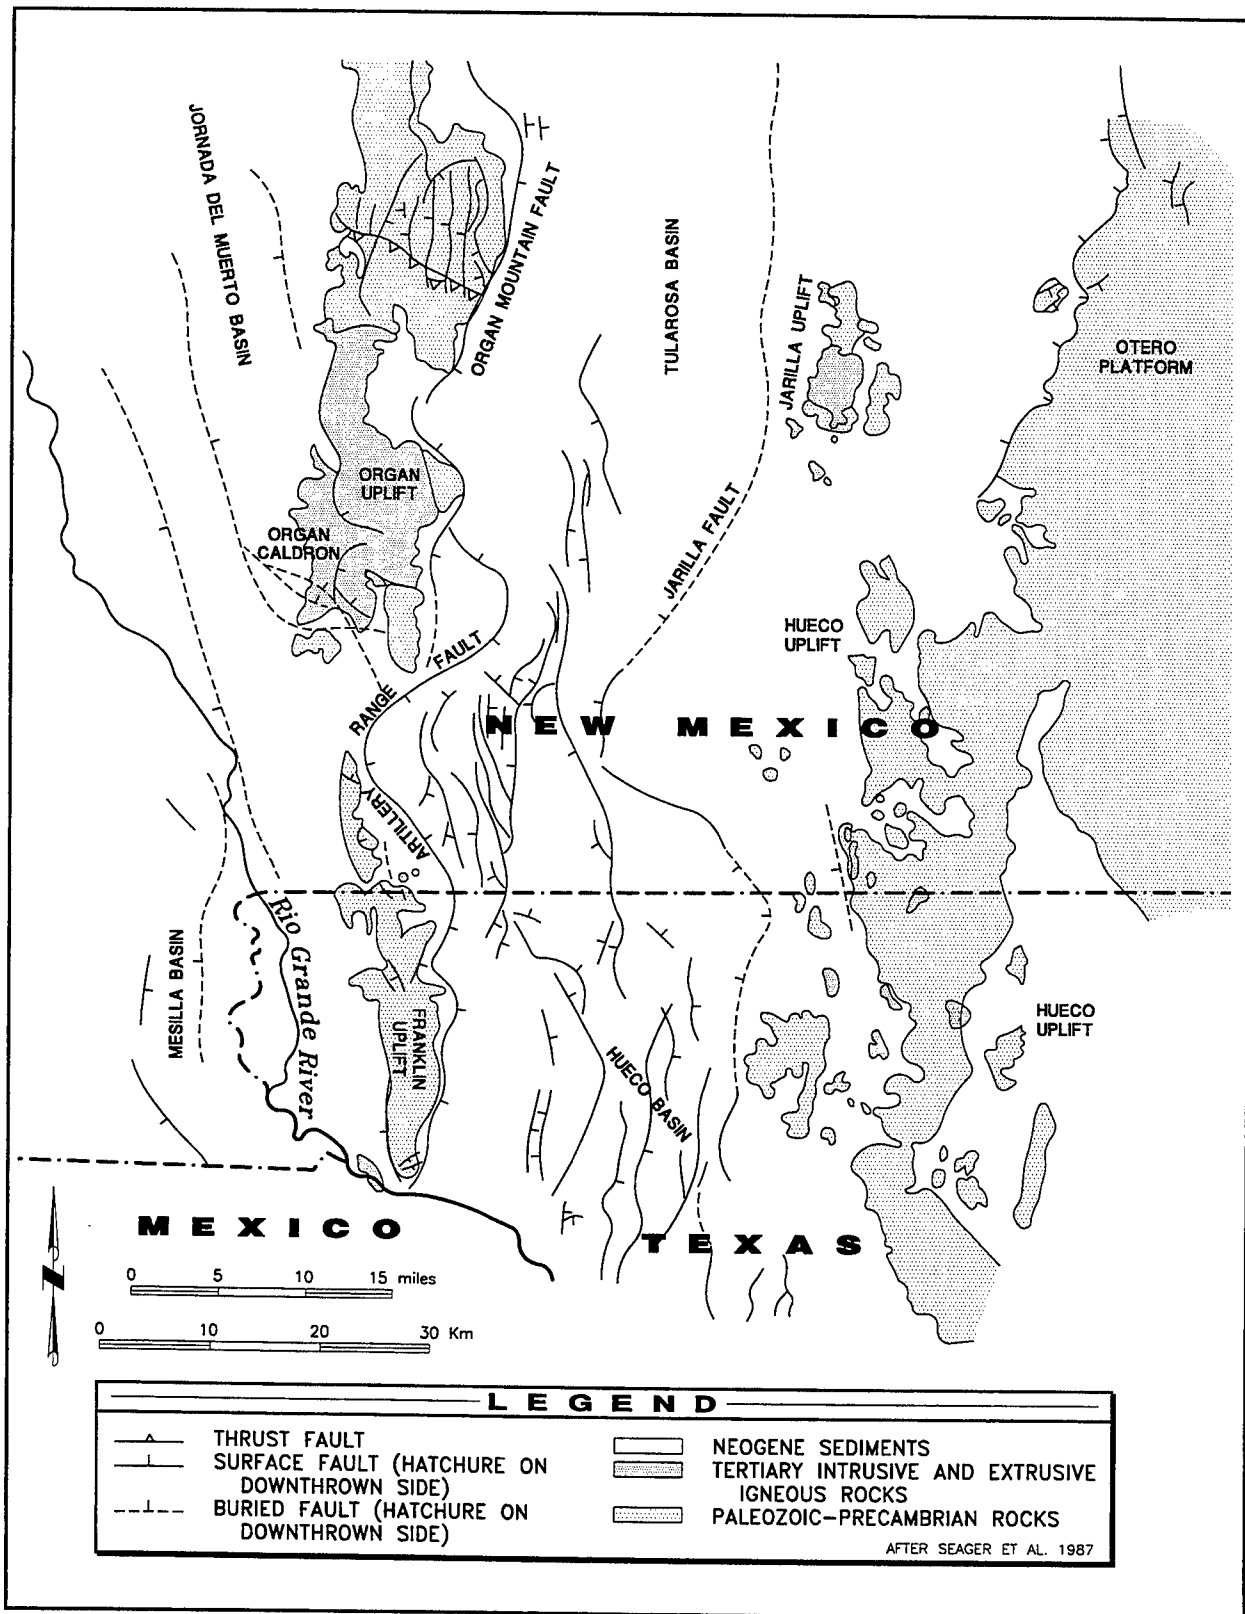 JORNADA DEL MUERTO BASIN
ORGAN MOUNTAIN FAULT
TULAROSA BASIN
JARILLA UPLIFT
OTERO
PLATFORM
ORGAN
UPLIFT
ORGAN
CALDRON
JARILLA FAULT
HUECO
UPLIFT
ARTILLERY RANGE FAULT
NEW MEXICO
MESILLA BASIN
Rio Grande River
FRANKLIN
UPLIFT
HUECO BASIN
HUECO
UPLIFT
MEXICO
TEXAS
N
0 5 10 15 miles
0 10 20 30 Km
LEGEND
THRUST FAULT
SURFACE FAULT (HATCHURE ON
DOWNTHROWN SIDE)
BURIED FAULT (HATCHURE ON
DOWNTHROWN SIDE)
NEOGENE SEDIMENTS
TERTIARY INTRUSIVE AND EXTRUSIVE
IGNEOUS ROCKS
PALEOZOIC-PRECAMBRIAN ROCKS
AFTER SEAGER ET AL. 1987